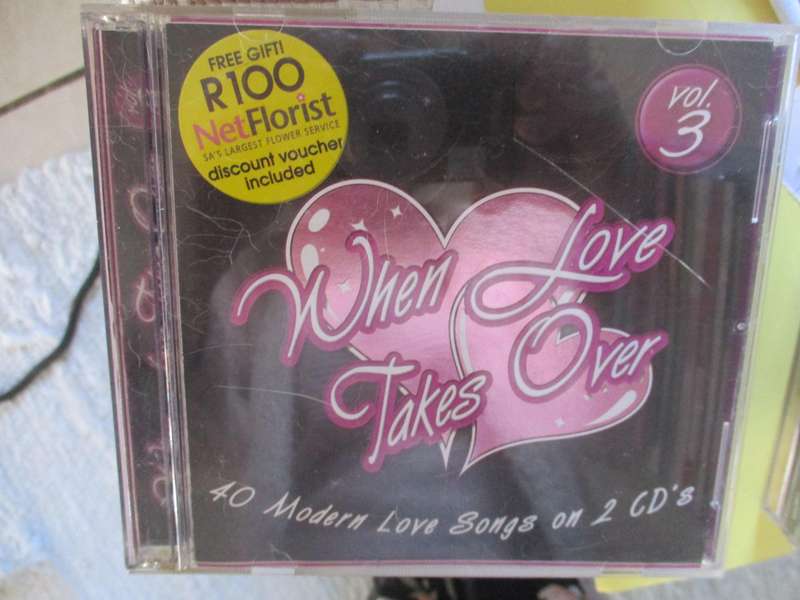 FREE GIFT!
R100
NetFlorist
SA'S LARGEST FLOWER SERVICE
discount voucher
included
vol.
3
When Love
Takes Over
40 Modern Love Songs on 2 CD's